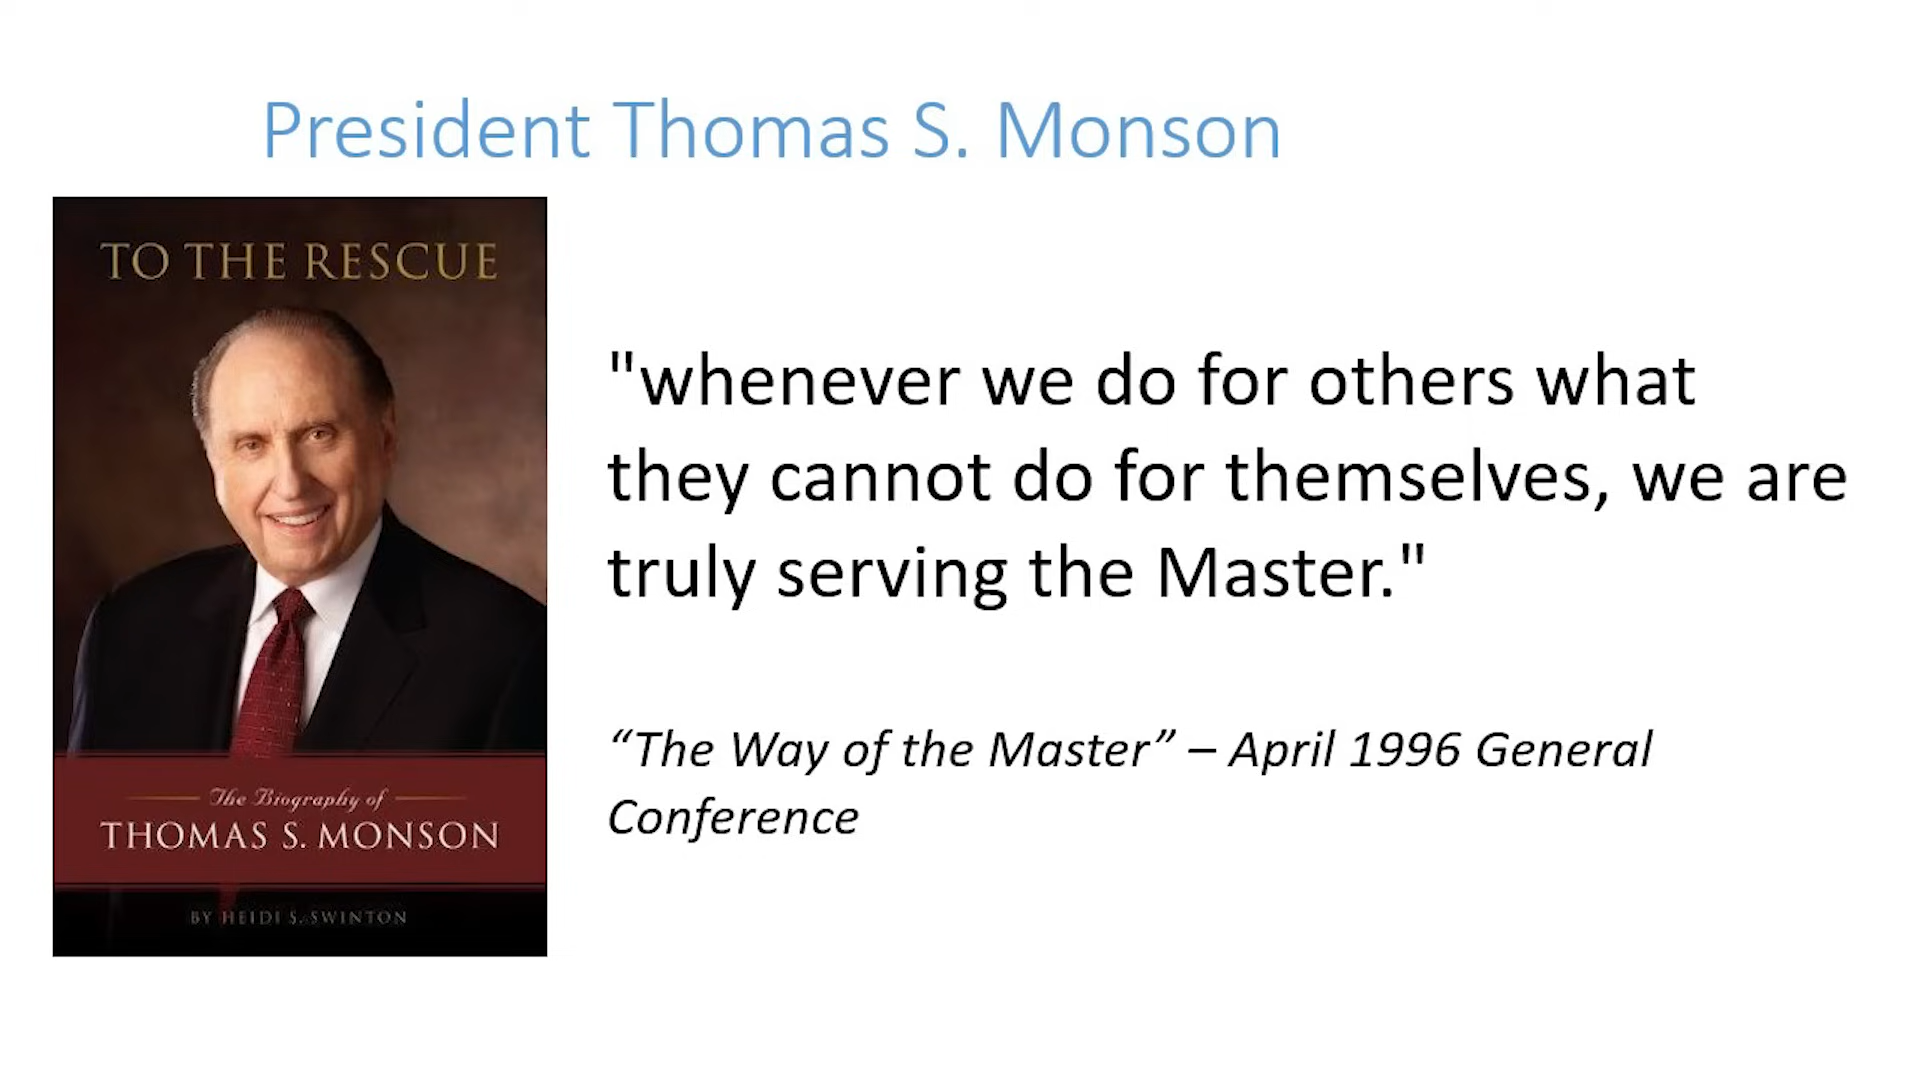 President Thomas S. Monson
TO THE RESCUE
The Biography of
THOMAS S. MONSON
BY HEIDI S. SWINTON
"whenever we do for others what
they cannot do for themselves, we are
truly serving the Master."
“The Way of the Master” – April 1996 General
Conference